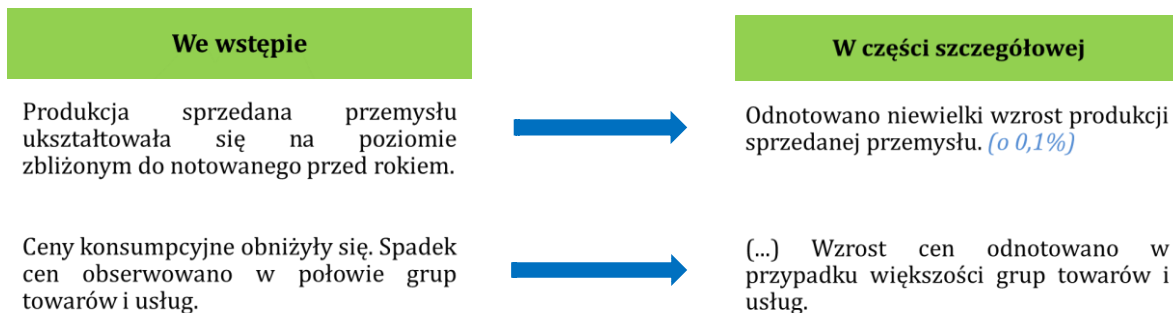 We wstępie
W części szczegółowej
Produkcja sprzedana przemysłu
ukształtowała się na poziomie
zbliżonym do notowanego przed rokiem.
Odnotowano niewielki wzrost produkcji
sprzedanej przemysłu. (o 0,1%)
Ceny konsumpcyjne obniżyły się. Spadek
cen obserwowano w połowie grup
towarów i usług.
(...) Wzrost cen odnotowano w
przypadku większości grup towarów i
usług.